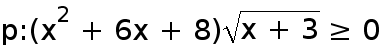 p:(x² + 6x + 8)√(x + 3) ≥ 0